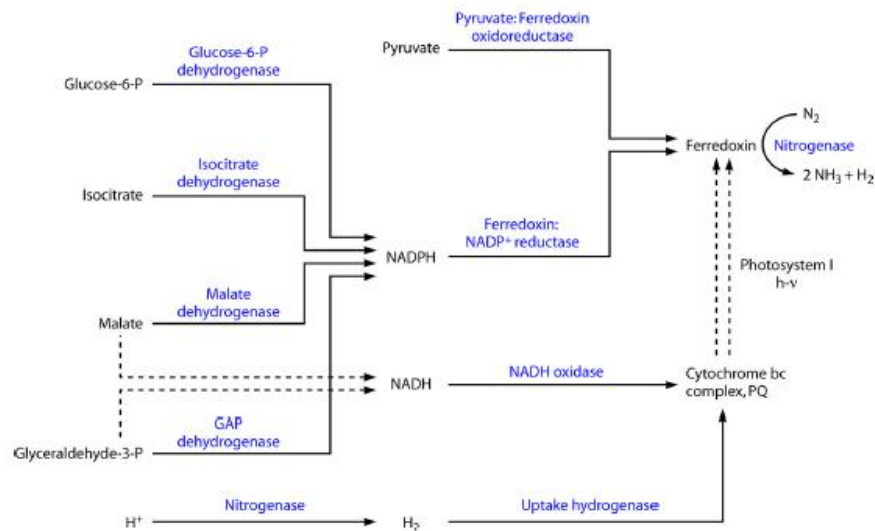 Pyruvate: Ferredoxin
oxidoreductase
Pyruvate
Glucose-6-P
dehydrogenase
Glucose-6-P
N₂
Ferredoxin
Nitrogenase
2 NH₃ + H₂
Isocitrate
dehydrogenase
Isocitrate
Ferredoxin:
NADP⁺ reductase
NADPH
Photosystem I
h-ν
Malate
dehydrogenase
Malate
NADH
NADH oxidase
Cytochrome bc
complex, PQ
GAP
dehydrogenase
Glyceraldehyde-3-P
Nitrogenase
Uptake hydrogenase
H⁺
H₂